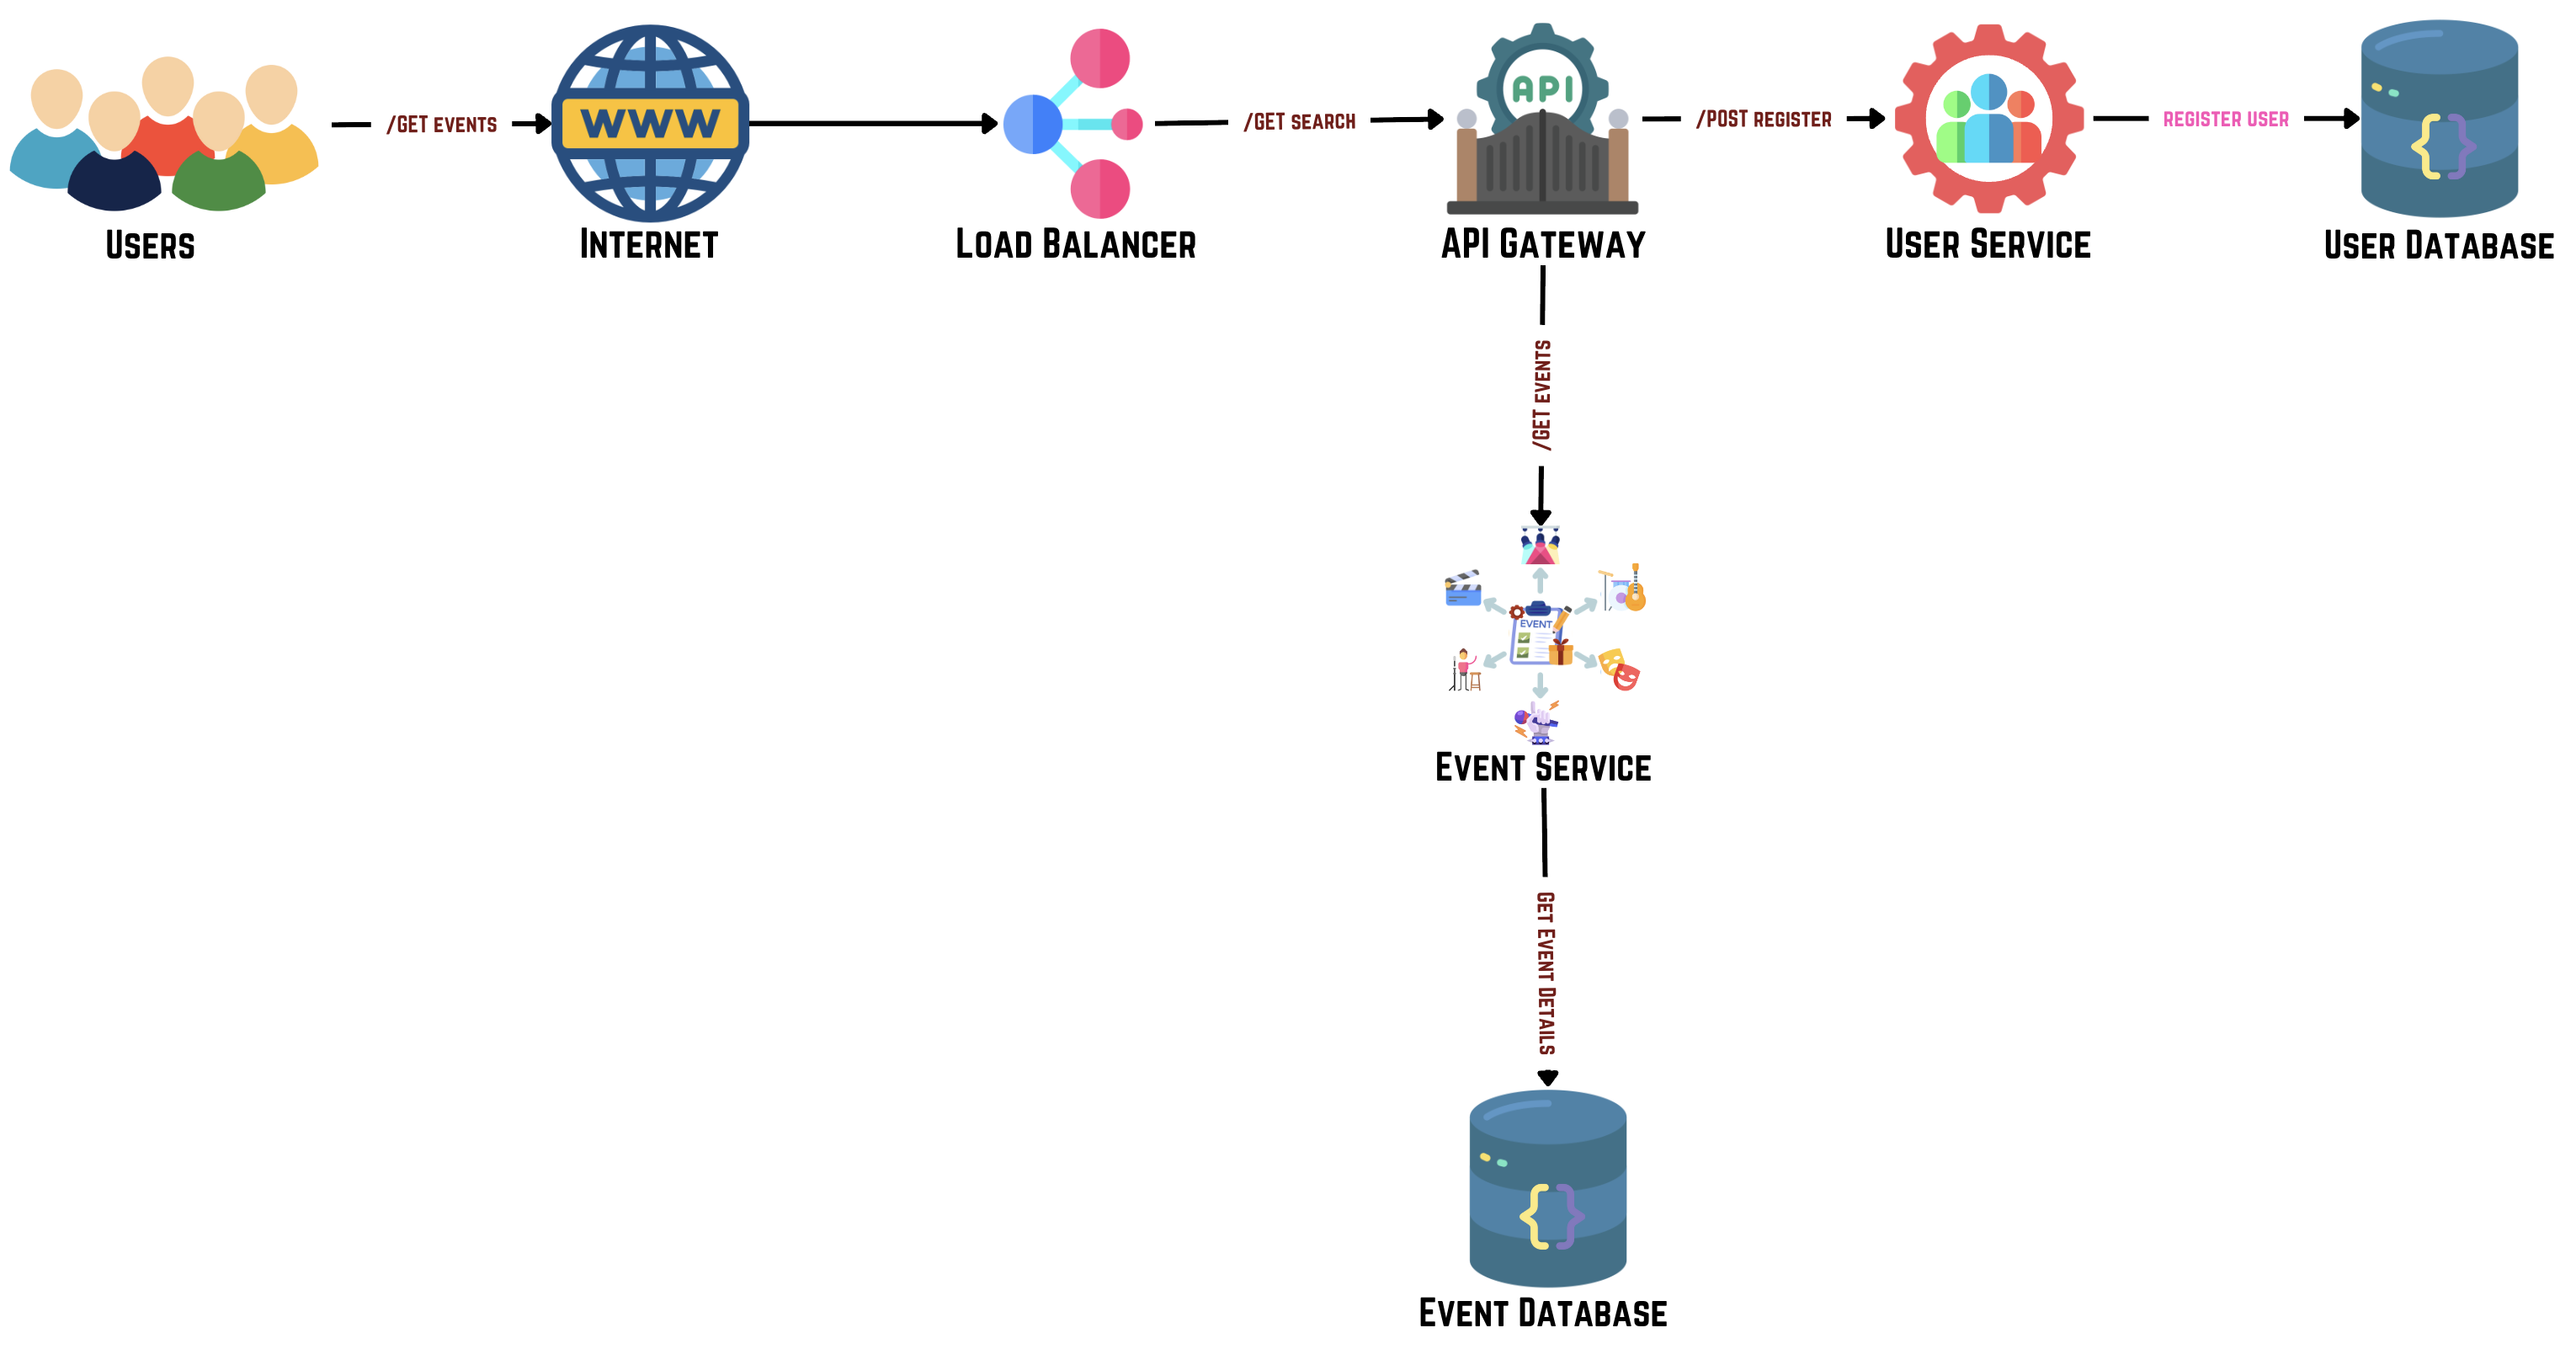 /GET EVENTS
WWW
/GET SEARCH
API
/POST REGISTER
REGISTER USER
USERS
INTERNET
LOAD BALANCER
API GATEWAY
USER SERVICE
USER DATABASE
/GET EVENTS
EVENT
EVENT SERVICE
GET EVENT DETAILS
{ }
EVENT DATABASE